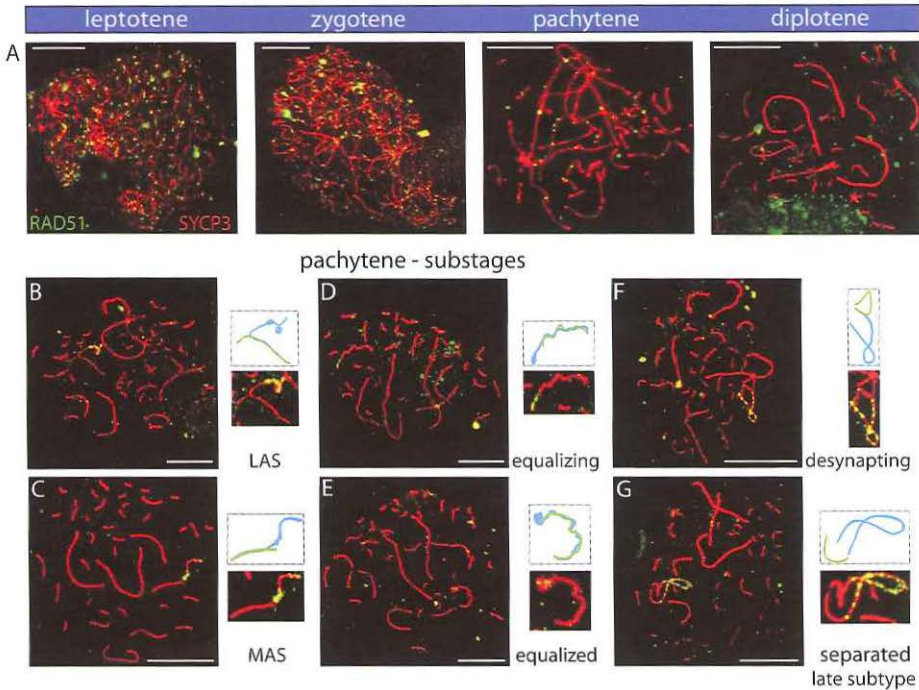 leptotene zygotene pachytene diplotene
A
RAD51 SYCP3
pachytene - substages
B D F
LAS equalizing desynapting
C E G
MAS equalized separated
late subtype